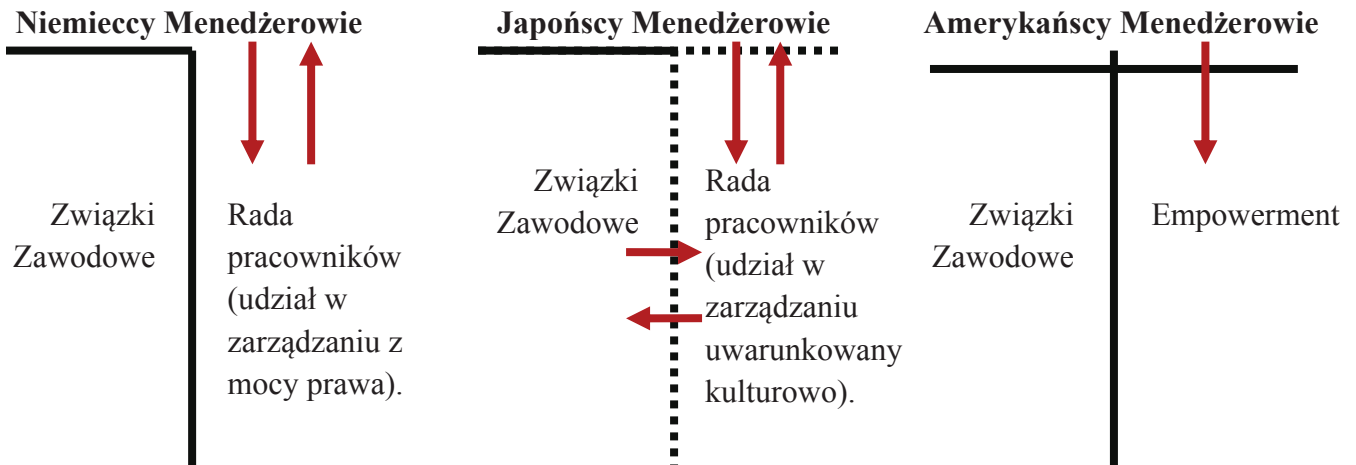 Niemieccy Menedżerowie
Związki
Zawodowe
Rada
pracowników
(udział w
zarządzaniu z
mocy prawa).
Japońscy Menedżerowie
Związki
Zawodowe
Rada
pracowników
(udział w
zarządzaniu
uwarunkowany
kulturowo).
Amerykańscy Menedżerowie
Związki
Zawodowe
Empowerment